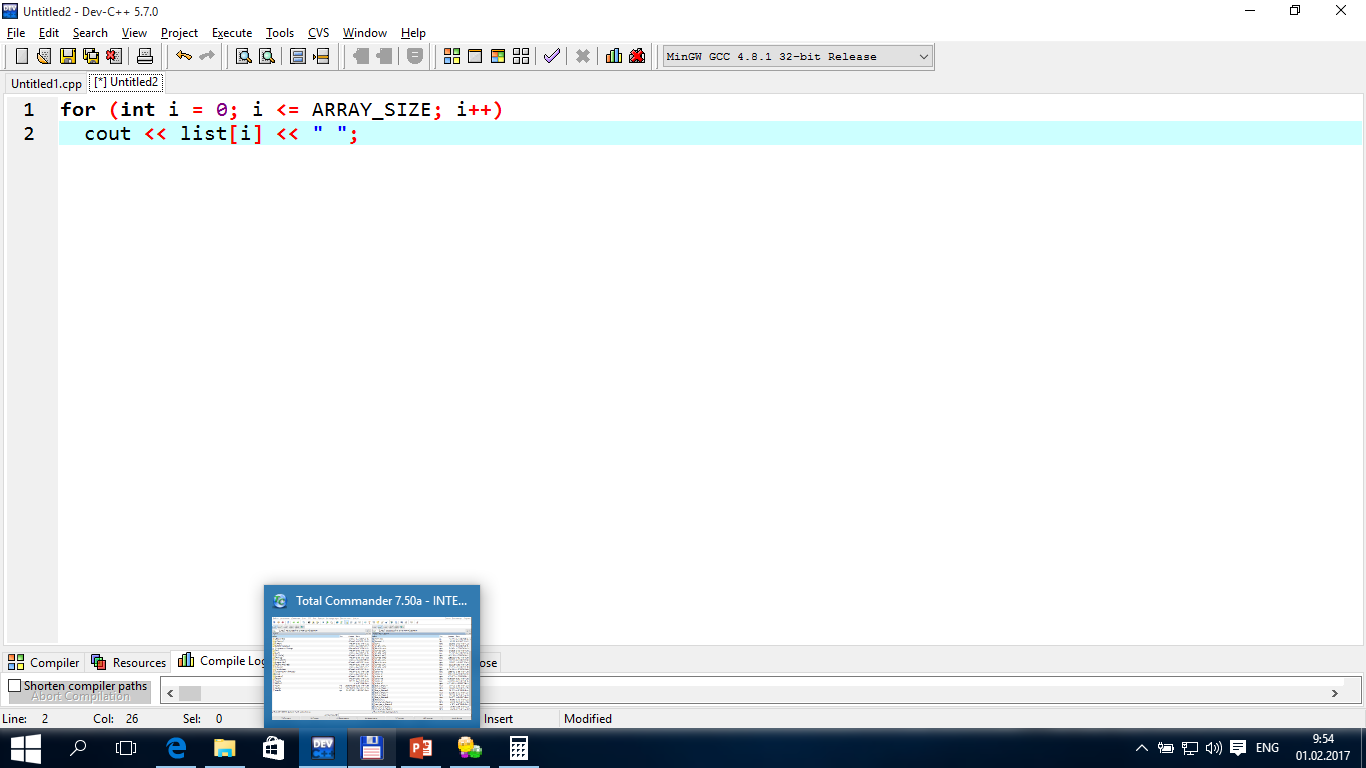 Untitled2 - Dev-C++ 5.7.0
File Edit Search View Project Execute Tools CVS Window Help
MinGW GCC 4.8.1 32-bit Release
Untitled1.cpp [*] Untitled2
1 for (int i = 0; i <= ARRAY_SIZE; i++)
2 cout << list[i] << " ";
Total Commander 7.50a - INTE...
Compiler Resources Compile Log ose
Shorten compiler paths
Abort Compilation
Line: 2 Col: 26 Sel: 0 Insert Modified
DEV C++ ENG 9:54
01.02.2017